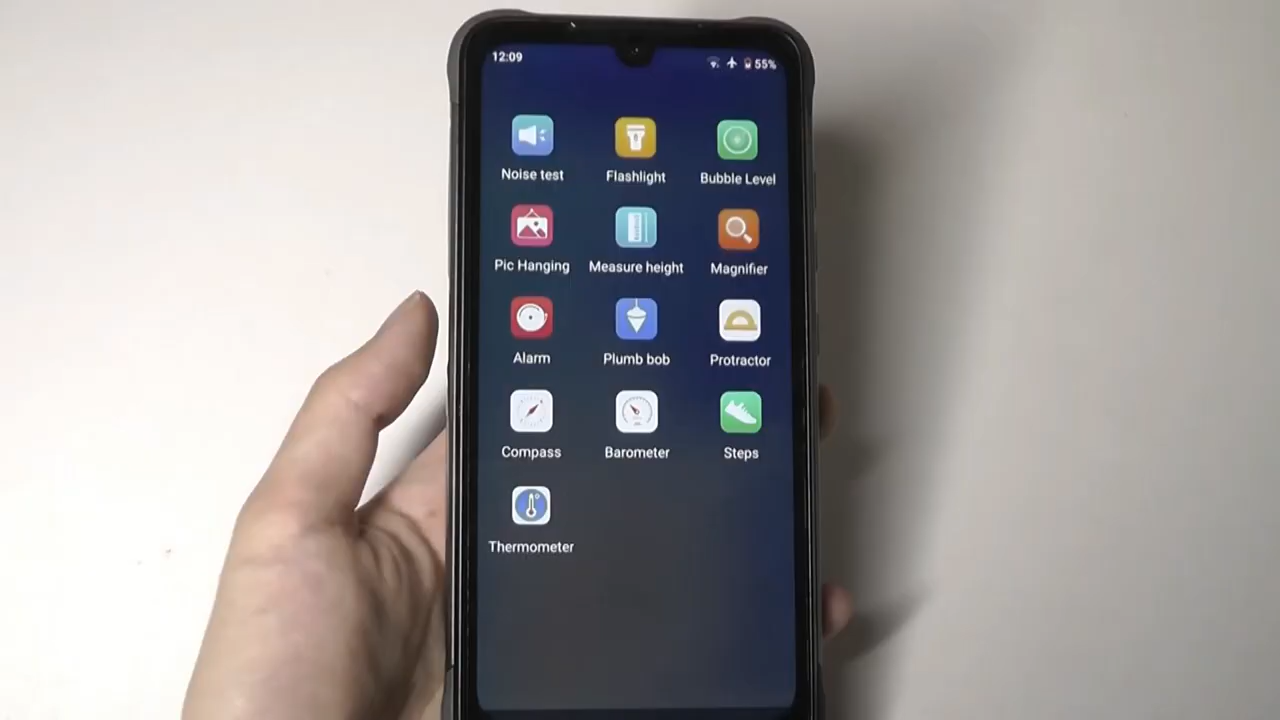 12:09
55%
Noise test
Flashlight
Bubble Level
Pic Hanging
Measure height
Magnifier
Alarm
Plumb bob
Protractor
Compass
Barometer
Steps
Thermometer